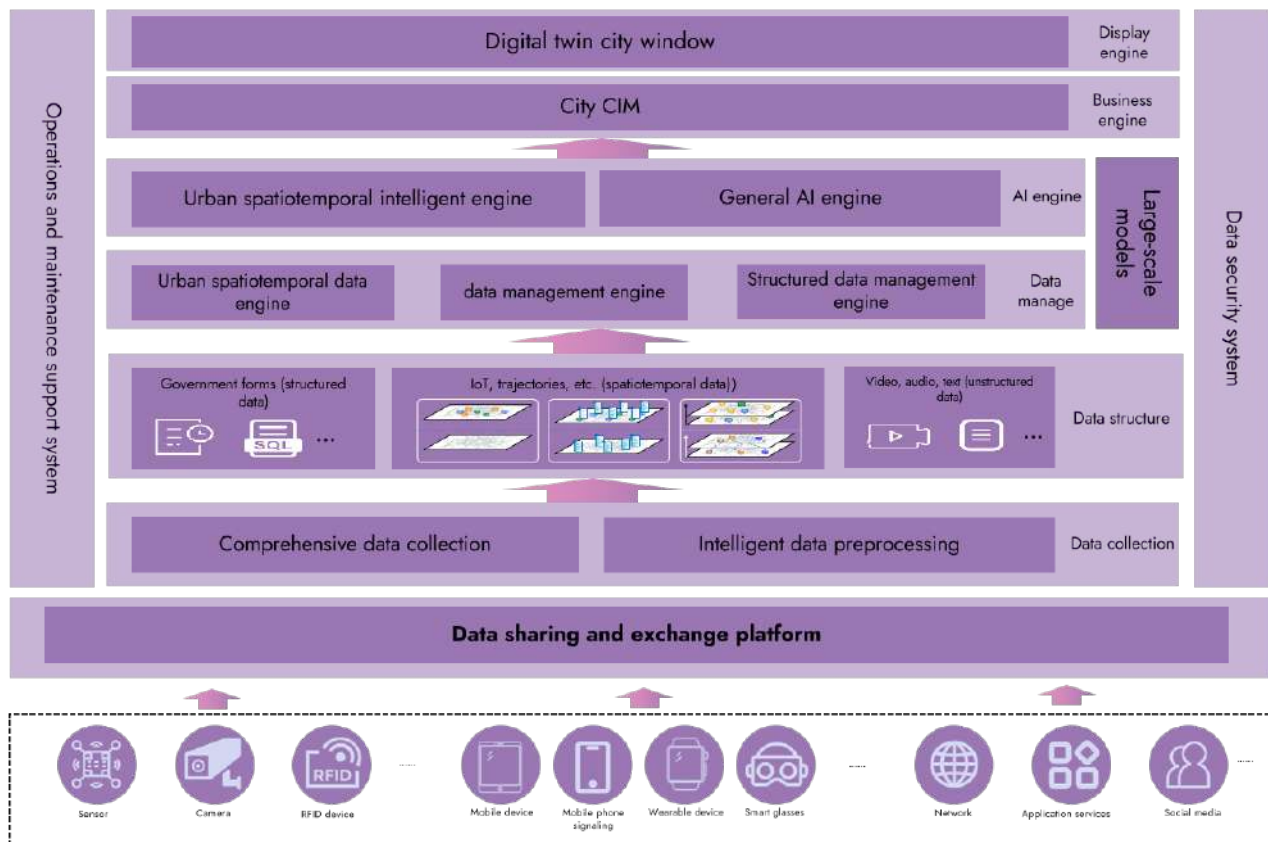 Operations and maintenance support system
Digital twin city window
Display
engine
City CIM
Business
engine
Urban spatiotemporal intelligent engine
General AI engine
AI engine
Large-scale
models
Urban spatiotemporal data
engine
data management engine
Structured data management
engine
Data
manage
Data security system
Government forms (structured
data)
SQL
...
IoT, trajectories, etc. (spatiotemporal data))
Video, audio, text (unstructured
data)
...
Data structure
Comprehensive data collection
Intelligent data preprocessing
Data collection
Data sharing and exchange platform
RFID
......
......
......
Sensor
Camera
RFID device
Mobile device
Mobile phone
signaling
Wearable device
Smart glasses
Network
Application services
Social media